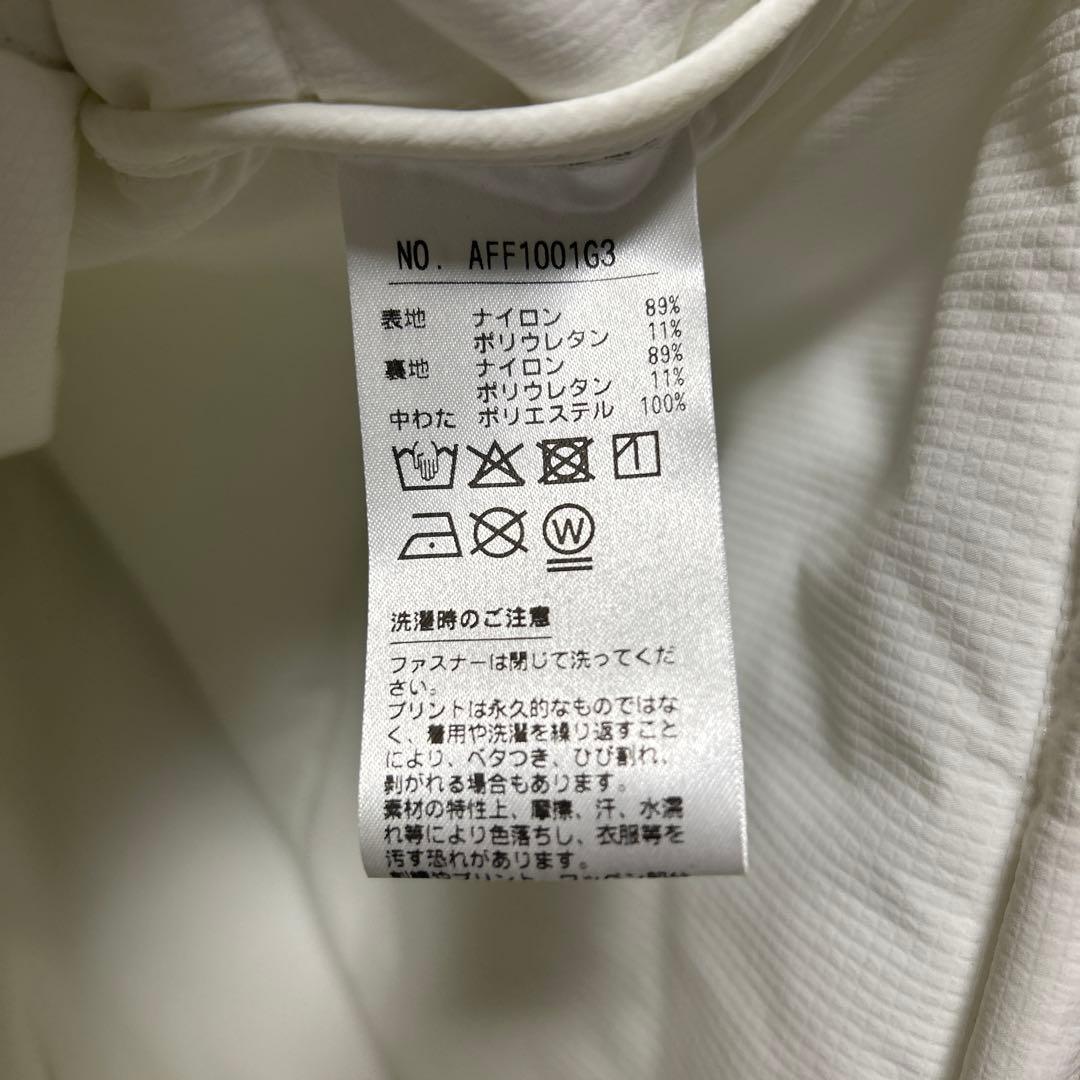 NO. AFF1001G3
表地 ナイロン 89%
ポリウレタン 11%
裏地 ナイロン 89%
ポリウレタン 11%
中わた ポリエステル 100%
W
洗濯時のご注意
ファスナーは閉じて洗ってくだ
さい。
プリントは永久的なものではな
く、着用や洗濯を繰り返すこと
により、ベタつき、ひび割れ、
剥がれる場合もあります。
素材の特性上、摩擦、汗、水濡
れ等により色落ちし、衣服等を
汚す恐れがあります。